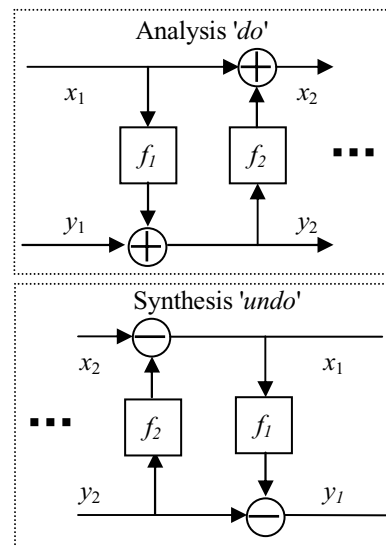 Analysis 'do'
x₁ x₂
f₁ f₂
...
y₁ y₂
Synthesis 'undo'
x₂ x₁
...
f₂ f₁
y₂ y₁